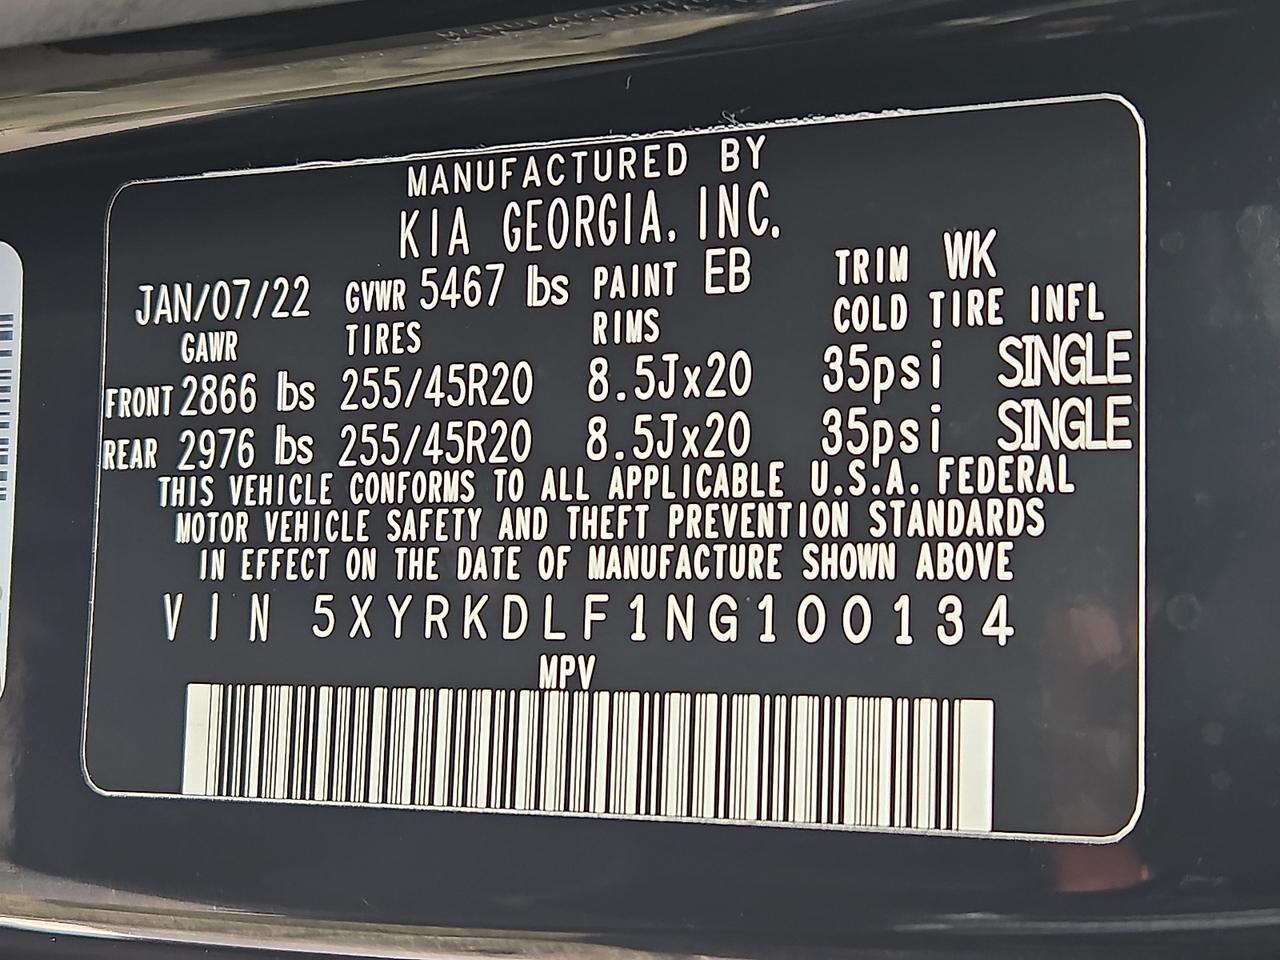 MANUFACTURED BY
KIA GEORGIA, INC.
JAN/07/22 GVWR 5467 lbs PAINT EB TRIM WK
GAWR TIRES RIMS COLD TIRE INFL
FRONT 2866 lbs 255/45R20 8.5Jx20 35psi SINGLE
REAR 2976 lbs 255/45R20 8.5Jx20 35psi SINGLE
THIS VEHICLE CONFORMS TO ALL APPLICABLE U.S.A. FEDERAL
MOTOR VEHICLE SAFETY AND THEFT PREVENTION STANDARDS
IN EFFECT ON THE DATE OF MANUFACTURE SHOWN ABOVE
VIN 5XYRKDLF1NG100134
MPV